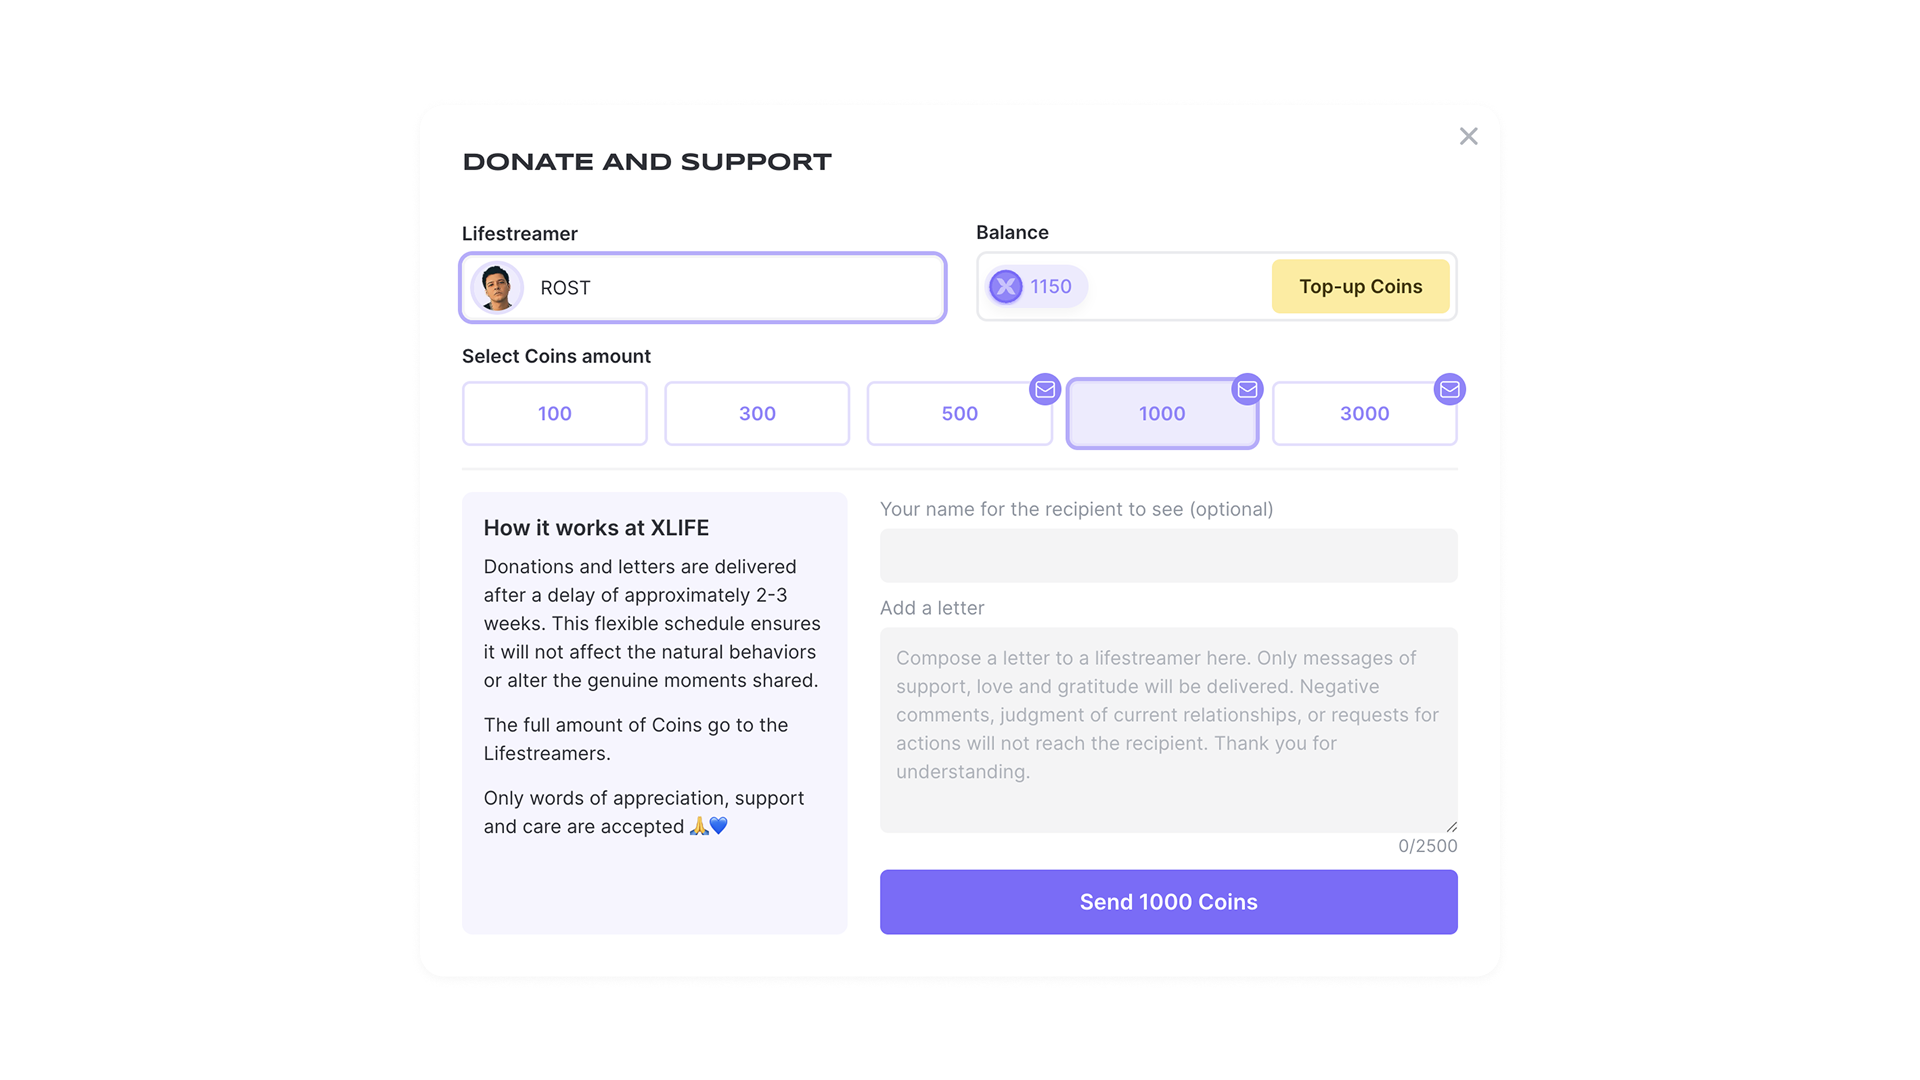 DONATE AND SUPPORT
Lifestreamer
Balance
ROST
1150
Top-up Coins
Select Coins amount
100
300
500
1000
3000
How it works at XLIFE
Donations and letters are delivered
after a delay of approximately 2-3
weeks. This flexible schedule ensures
it will not affect the natural behaviors
or alter the genuine moments shared.
The full amount of Coins go to the
Lifestreamers.
Only words of appreciation, support
and care are accepted 🙏💙
Your name for the recipient to see (optional)
Add a letter
Compose a letter to a lifestreamer here. Only messages of
support, love and gratitude will be delivered. Negative
comments, judgment of current relationships, or requests for
actions will not reach the recipient. Thank you for
understanding.
0/2500
Send 1000 Coins